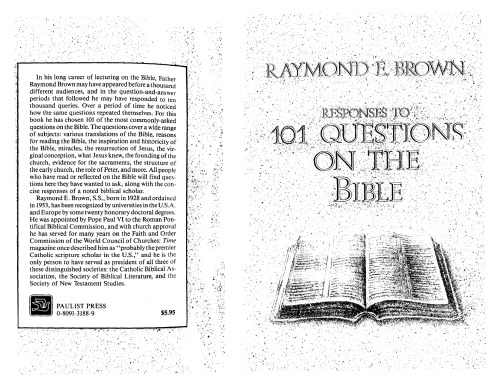 In his long career of lecturing on the Bible, Father
Raymond Brown may have appeared before a thousand
different audiences, and in the question-and-answer
periods that followed he may have responded to ten
thousand queries. Over a period of time he noticed
how the same questions repeated themselves. For this
book he has chosen 101 of the most commonly-asked
questions on the Bible. The questions cover a wide range
of subjects: various translations of the Bible, reasons
for reading the Bible, the inspiration and historicity of
the Bible, miracles, the resurrection of Jesus, the vir-
ginal conception, what Jesus knew, the founding of the
church, evidence for the sacraments, the structure of
the early church, the role of Peter, and more. All people
who have read or reflected on the Bible will find ques-
tions here they have wanted to ask, along with the con-
cise responses of a noted biblical scholar.
Raymond E. Brown, S.S., born in 1928 and ordained
in 1953, has been recognized by universities in the U.S.A.
and Europe by some twenty honorary doctoral degrees.
He was appointed by Pope Paul VI to the Roman Pon-
tifical Biblical Commission, and with church approval
he has served for many years on the Faith and Order
Commission of the World Council of Churches. Time
magazine once described him as "probably the premier
Catholic scripture scholar in the U.S.," and he is the
only person to have served as president of all three of
these distinguished societies: the Catholic Biblical As-
sociation, the Society of Biblical Literature, and the
Society of New Testament Studies.
PAULIST PRESS
0-8091-3188-9 $5.95
RAYMOND E. BROWN
RESPONSES TO
101 QUESTIONS
ON THE
BIBLE